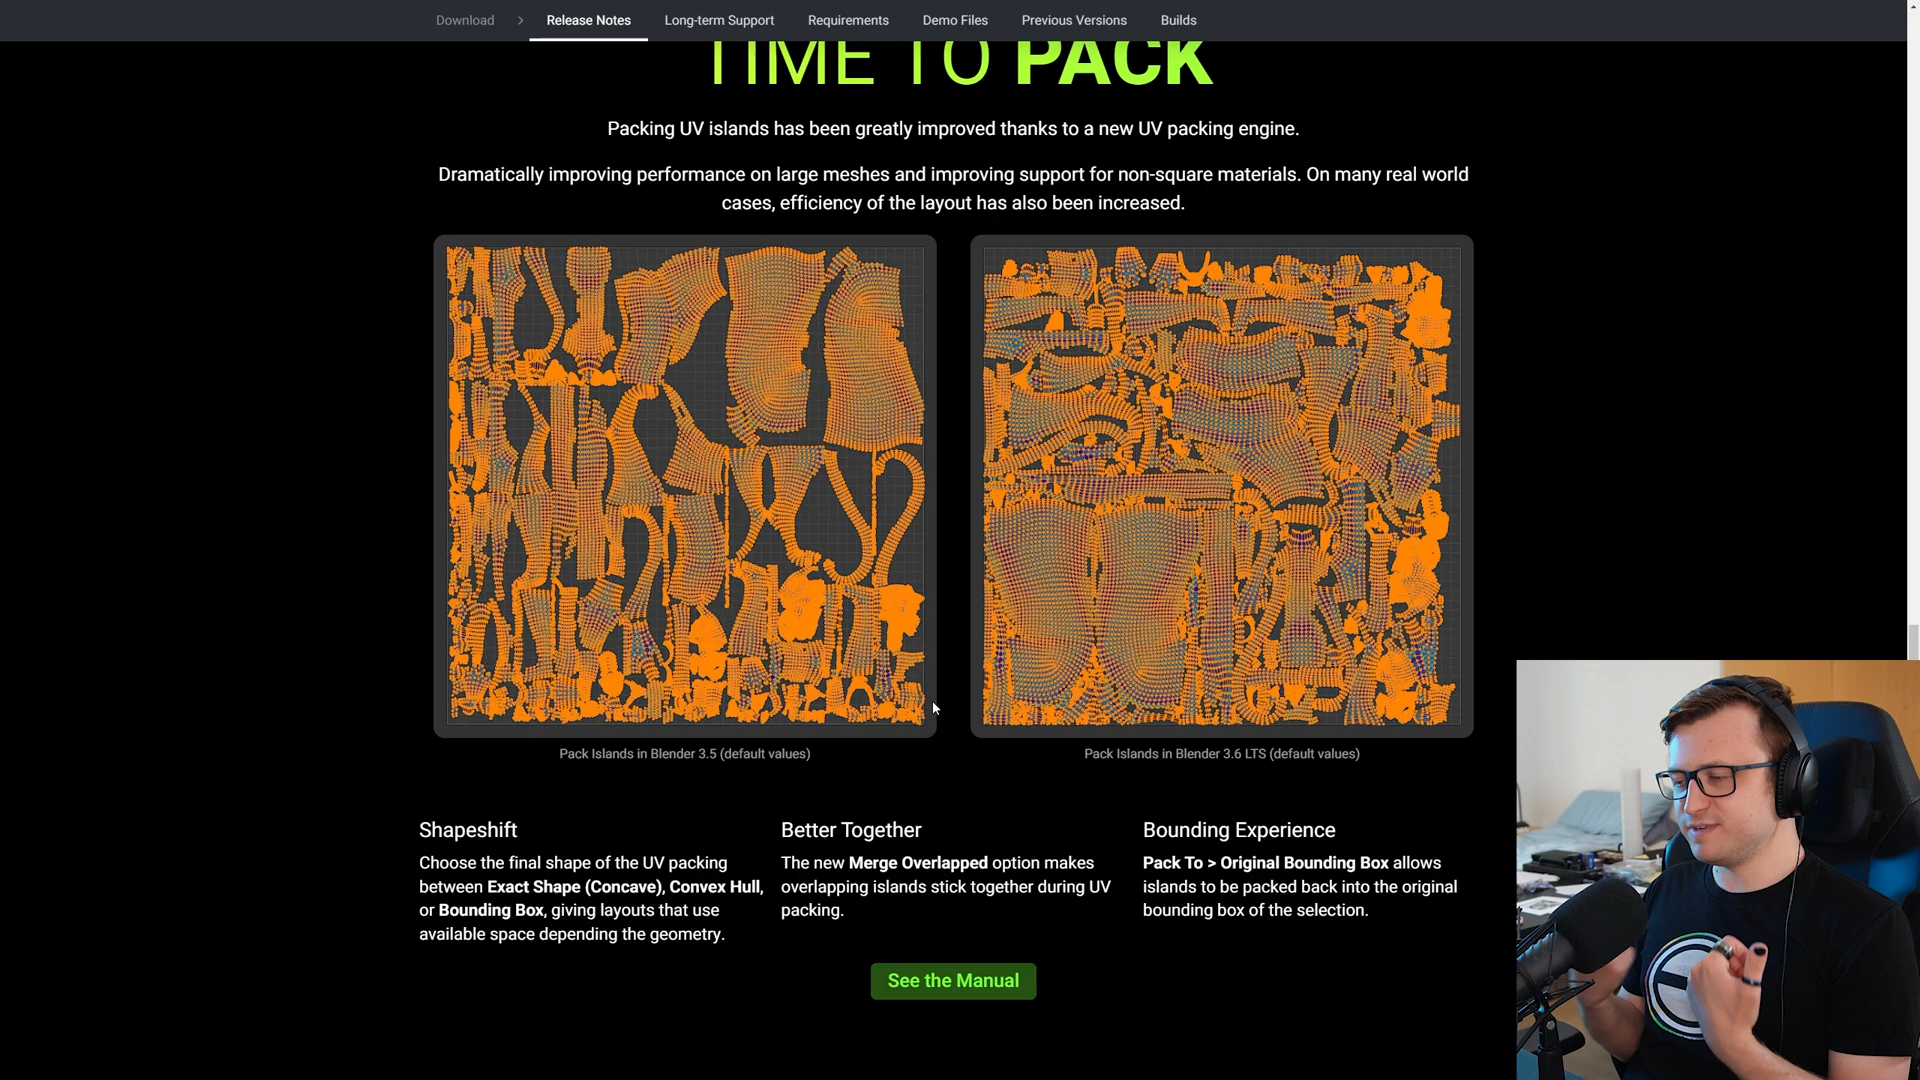 Download > Release Notes Long-term Support Requirements Demo Files Previous Versions Builds
TIME TO PACK
Packing UV islands has been greatly improved thanks to a new UV packing engine.
Dramatically improving performance on large meshes and improving support for non-square materials. On many real world
cases, efficiency of the layout has also been increased.
Pack Islands in Blender 3.5 (default values)
Pack Islands in Blender 3.6 LTS (default values)
Shapeshift
Choose the final shape of the UV packing
between Exact Shape (Concave), Convex Hull,
or Bounding Box, giving layouts that use
available space depending the geometry.
Better Together
The new Merge Overlapped option makes
overlapping islands stick together during UV
packing.
Bounding Experience
Pack To > Original Bounding Box allows
islands to be packed back into the original
bounding box of the selection.
See the Manual